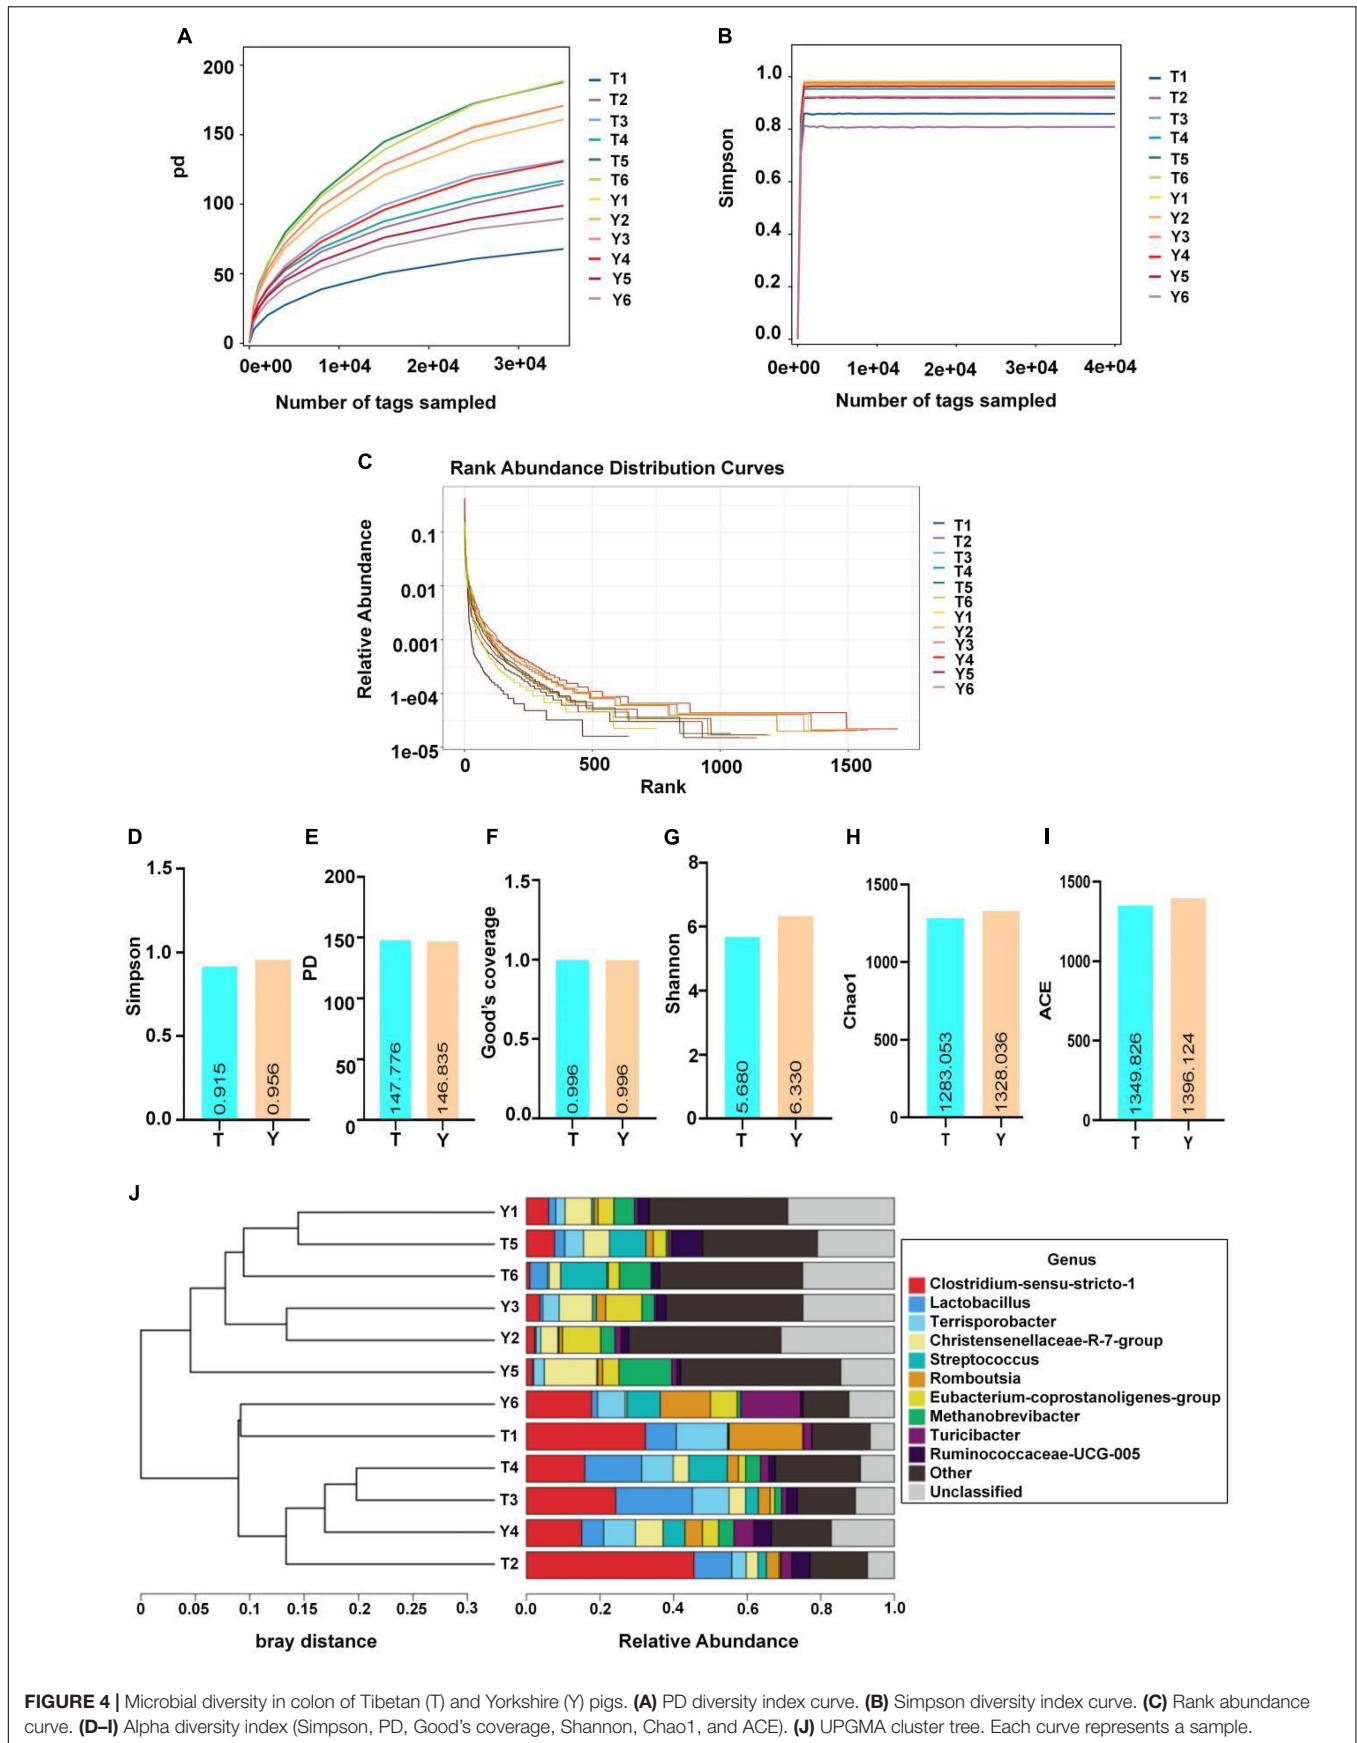 A
200
150
100
50
0
pd
0e+00 1e+04 2e+04 3e+04
Number of tags sampled
T1
T2
T3
T4
T5
T6
Y1
Y2
Y3
Y4
Y5
Y6
B
1.0
0.8
0.6
0.4
0.2
0.0
Simpson
0e+00 1e+04 2e+04 3e+04 4e+04
Number of tags sampled
T1
T2
T3
T4
T5
T6
Y1
Y2
Y3
Y4
Y5
Y6
C
Rank Abundance Distribution Curves
Relative Abundance
0.1
0.01
0.001
1-e04
1e-05
0 500 1000 1500
Rank
T1
T2
T3
T4
T5
T6
Y1
Y2
Y3
Y4
Y5
Y6
D
Simpson
1.5
1.0
0.5
0.0
0.915
0.956
T Y
E
PD
200
150
100
50
0
147.776
146.835
T Y
F
Good's coverage
1.5
1.0
0.5
0.0
0.996
0.996
T Y
G
Shannon
8
6
4
2
0
5.680
6.330
T Y
H
Chao1
1500
1000
500
0
1283.053
1328.036
T Y
I
ACE
1500
1000
500
0
1349.826
1396.124
T Y
J
Y1
T5
T6
Y3
Y2
Y5
Y6
T1
T4
T3
Y4
T2
0 0.05 0.1 0.15 0.2 0.25 0.3
bray distance
0.0 0.2 0.4 0.6 0.8 1.0
Relative Abundance
Genus
Clostridium-sensu-stricto-1
Lactobacillus
Terrisporobacter
Christensenellaceae-R-7-group
Streptococcus
Romboutsia
Eubacterium-coprostanoligenes-group
Methanobrevibacter
Turicibacter
Ruminococcaceae-UCG-005
Other
Unclassified
FIGURE 4 | Microbial diversity in colon of Tibetan (T) and Yorkshire (Y) pigs. (A) PD diversity index curve. (B) Simpson diversity index curve. (C) Rank abundance
curve. (D–I) Alpha diversity index (Simpson, PD, Good's coverage, Shannon, Chao1, and ACE). (J) UPGMA cluster tree. Each curve represents a sample.